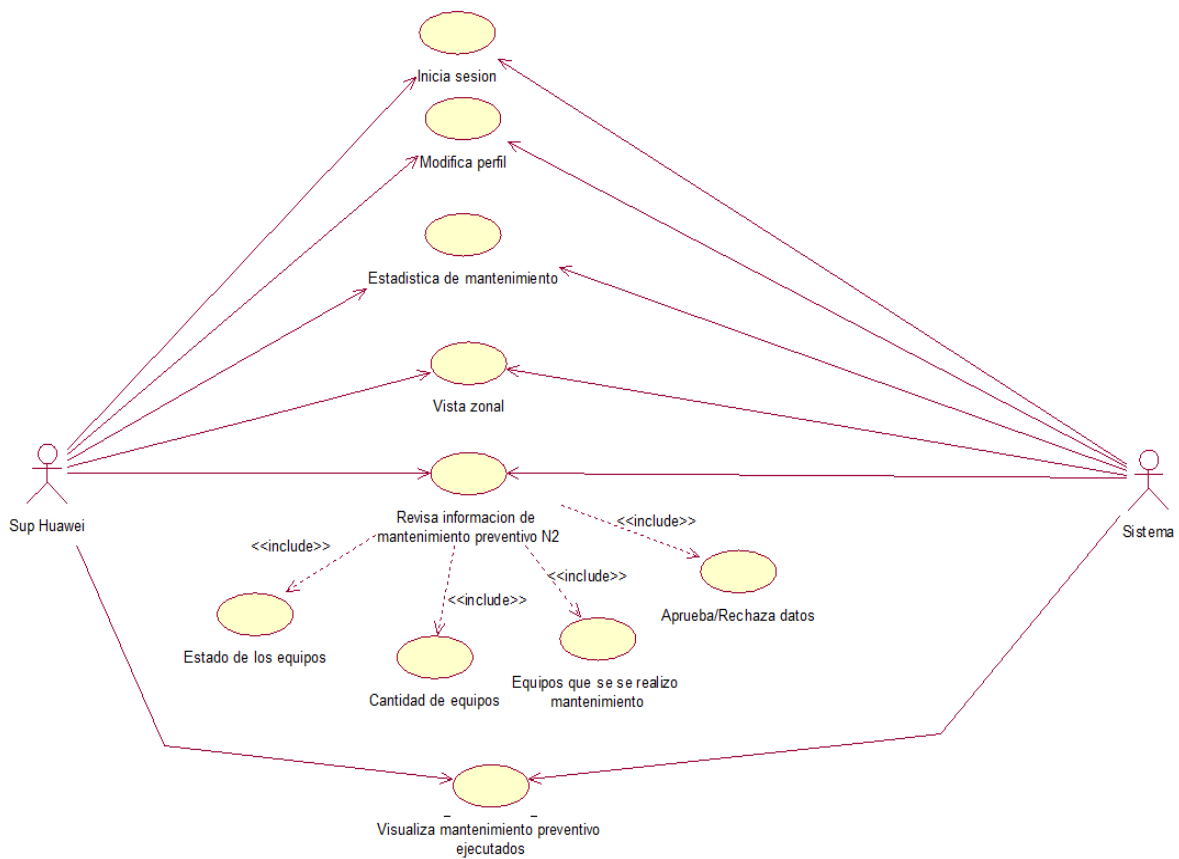 Inicia sesion
Modifica perfil
Estadistica de mantenimiento
Vista zonal
Sup Huawei
Sistema
Revisa informacion de
mantenimiento preventivo N2
<<include>>
<<include>>
<<include>>
<<include>>
Estado de los equipos
Cantidad de equipos
Equipos que se se realizo
mantenimiento
Aprueba/Rechaza datos
Visualiza mantenimiento preventivo
ejecutados